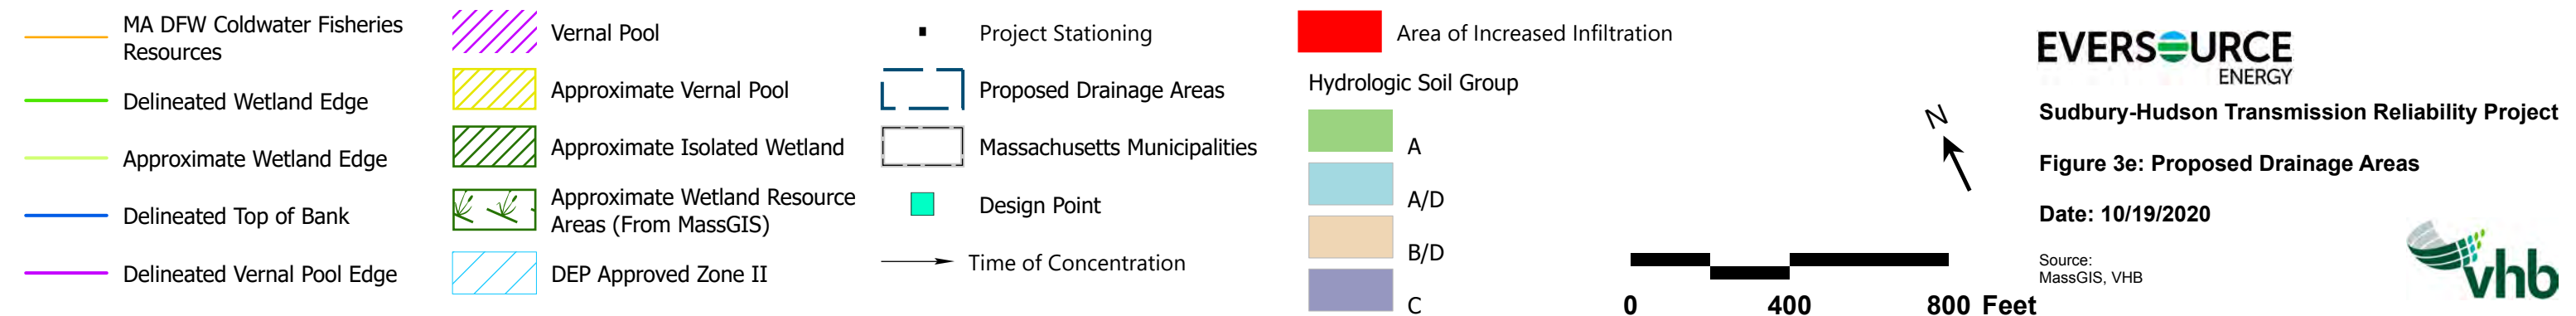 MA DFW Coldwater Fisheries
Resources
Delineated Wetland Edge
Approximate Wetland Edge
Delineated Top of Bank
Delineated Vernal Pool Edge
Vernal Pool
Approximate Vernal Pool
Approximate Isolated Wetland
Approximate Wetland Resource
Areas (From MassGIS)
DEP Approved Zone II
Project Stationing
Proposed Drainage Areas
Massachusetts Municipalities
Design Point
Time of Concentration
Area of Increased Infiltration
Hydrologic Soil Group
A
A/D
B/D
C
N
0 400 800 Feet
EVERSOURCE
ENERGY
Sudbury-Hudson Transmission Reliability Project
Figure 3e: Proposed Drainage Areas
Date: 10/19/2020
Source:
MassGIS, VHB
vhb